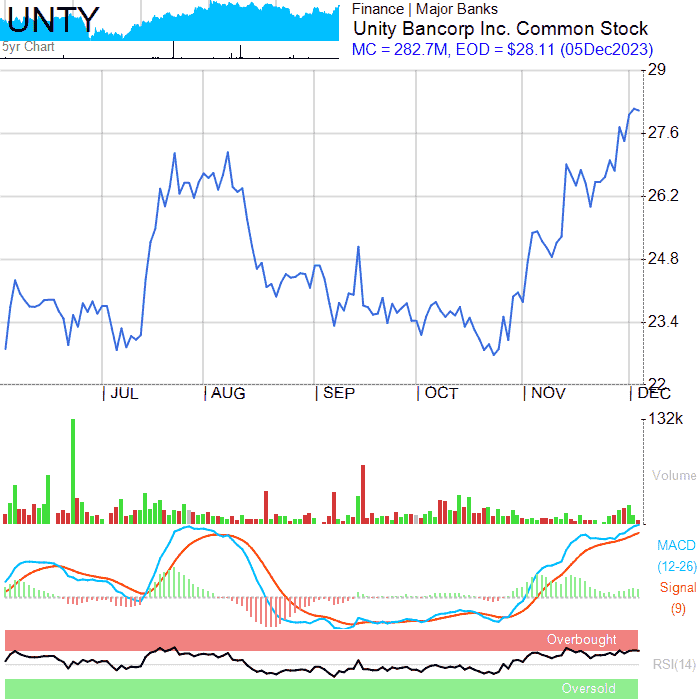 UNTY
5yr Chart
Finance | Major Banks
Unity Bancorp Inc. Common Stock
MC = 282.7M, EOD = $28.11 (05Dec2023)
29
27.6
26.2
24.8
23.4
22
| JUL | AUG | SEP | OCT | NOV | DEC
132k
Volume
MACD
(12-26)
Signal
(9)
Overbought
RSI(14)
Oversold